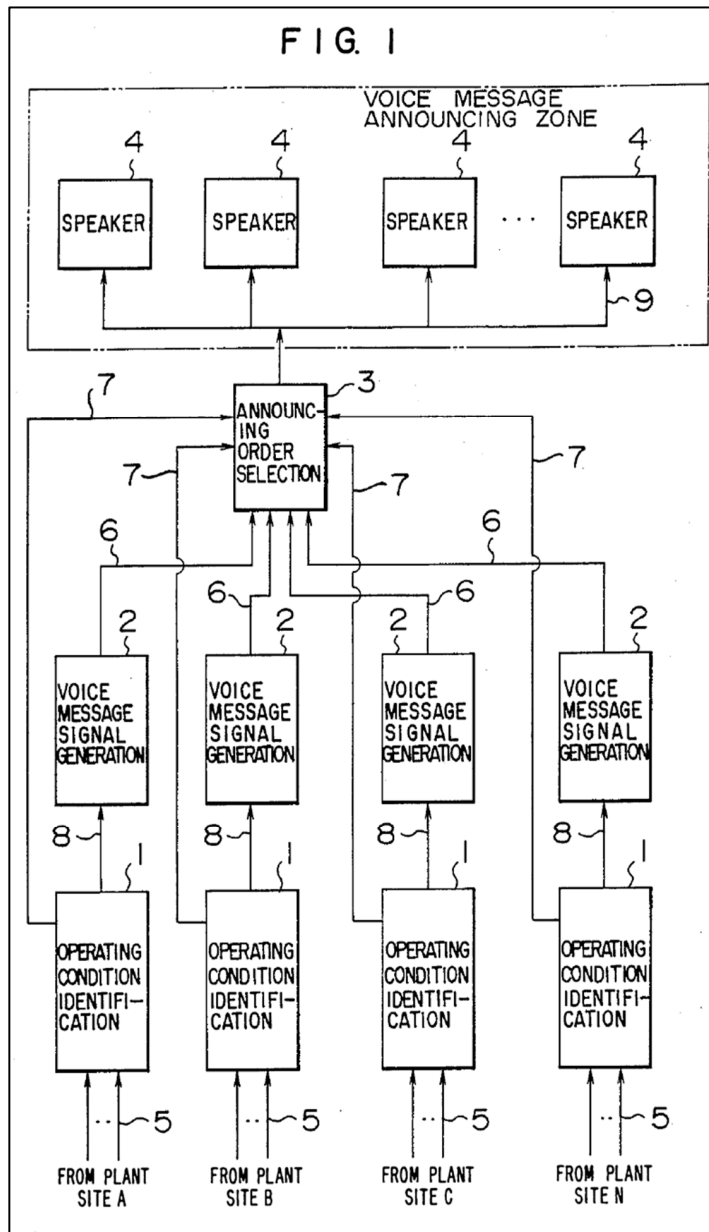 FIG. 1
VOICE MESSAGE
ANNOUNCING ZONE
4
4
4
4
SPEAKER
SPEAKER
SPEAKER
...
SPEAKER
9
3
7
ANNOUNC-
ING
ORDER
SELECTION
7
7
7
6
6
6
6
2
2
2
2
VOICE
MESSAGE
SIGNAL
GENERATION
VOICE
MESSAGE
SIGNAL
GENERATION
VOICE
MESSAGE
SIGNAL
GENERATION
VOICE
MESSAGE
SIGNAL
GENERATION
8
8
8
8
1
1
1
1
OPERATING
CONDITION
IDENTIFI-
CATION
OPERATING
CONDITION
IDENTIFI-
CATION
OPERATING
CONDITION
IDENTIFI-
CATION
OPERATING
CONDITION
IDENTIFI-
CATION
.. 5
.. 5
.. 5
.. 5
FROM PLANT
SITE A
FROM PLANT
SITE B
FROM PLANT
SITE C
FROM PLANT
SITE N